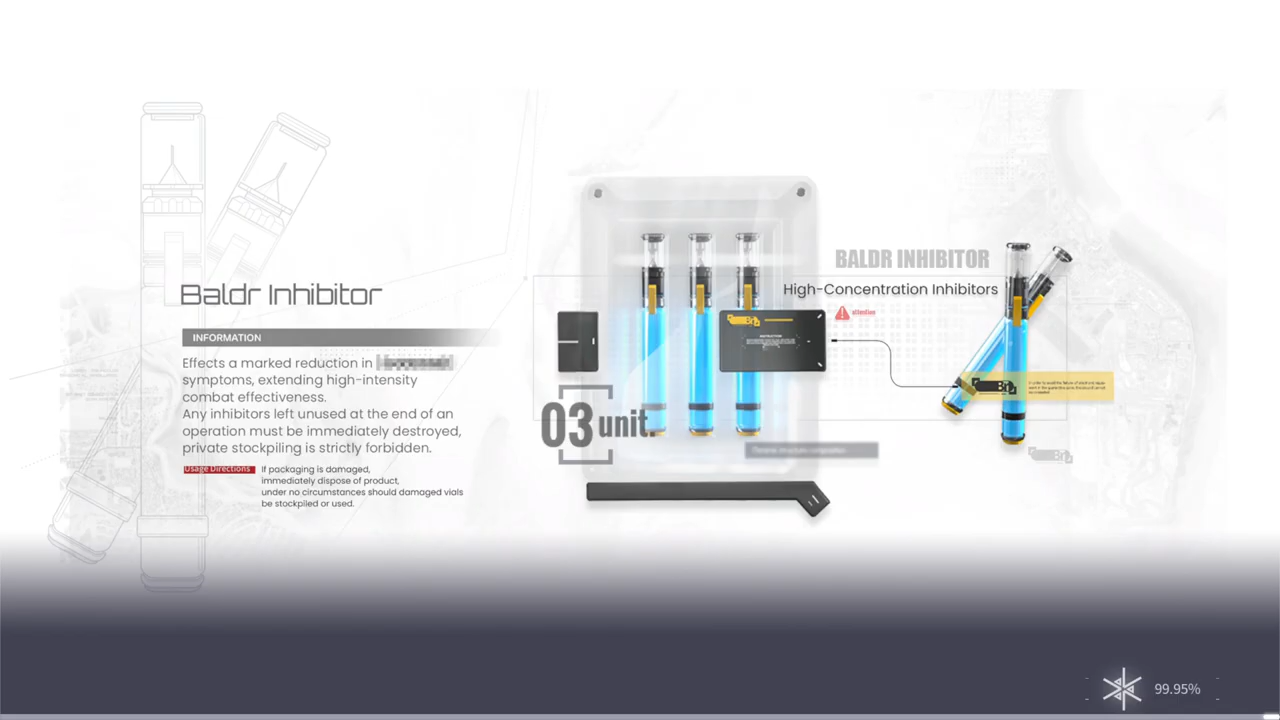 Baldr Inhibitor
INFORMATION
Effects a marked reduction in
symptoms, extending high-intensity
combat effectiveness.
Any inhibitors left unused at the end of an
operation must be immediately destroyed,
private stockpiling is strictly forbidden.
Usage Directions
If packaging is damaged,
immediately dispose of product,
under no circumstances should damaged vials
be stockpiled or used.
03 unit.
BALDR INHIBITOR
High-Concentration Inhibitors
attention
INSTRUCTION
99.95%